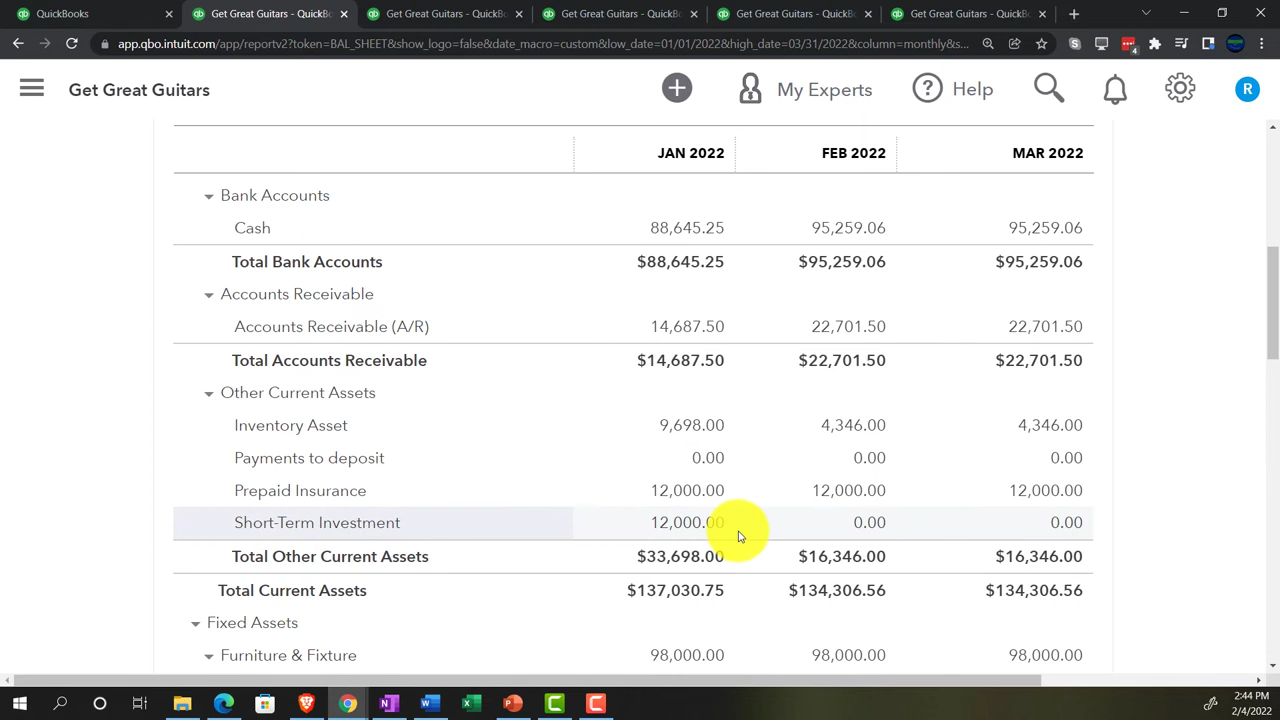 QuickBooks
Get Great Guitars - QuickBo
Get Great Guitars - QuickBo
Get Great Guitars - QuickBo
Get Great Guitars - QuickBo
Get Great Guitars - QuickBo
app.qbo.intuit.com/app/reportv2?token=BAL_SHEET&show_logo=false&date_macro=custom&low_date=01/01/2022&high_date=03/31/2022&column=monthly&s...
4
Get Great Guitars
My Experts
Help
R
JAN 2022 FEB 2022 MAR 2022
Bank Accounts
Cash 88,645.25 95,259.06 95,259.06
Total Bank Accounts $88,645.25 $95,259.06 $95,259.06
Accounts Receivable
Accounts Receivable (A/R) 14,687.50 22,701.50 22,701.50
Total Accounts Receivable $14,687.50 $22,701.50 $22,701.50
Other Current Assets
Inventory Asset 9,698.00 4,346.00 4,346.00
Payments to deposit 0.00 0.00 0.00
Prepaid Insurance 12,000.00 12,000.00 12,000.00
Short-Term Investment 12,000.00 0.00 0.00
Total Other Current Assets $33,698.00 $16,346.00 $16,346.00
Total Current Assets $137,030.75 $134,306.56 $134,306.56
Fixed Assets
Furniture & Fixture 98,000.00 98,000.00 98,000.00
2:44 PM
2/4/2022